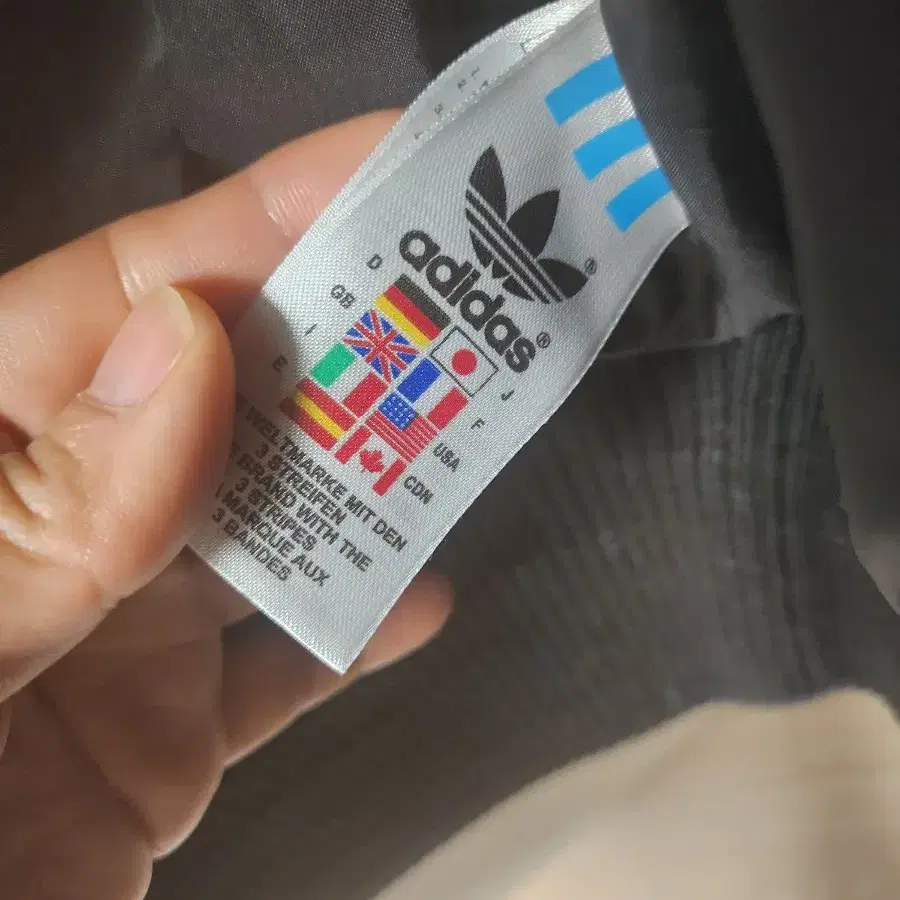 adidas
D
GB
I
E
J
F
USA
CDN
WELTMARKE MIT DEN
3 STREIFEN
BRAND WITH THE
3 STRIPES
MARQUE AUX
3 BANDES